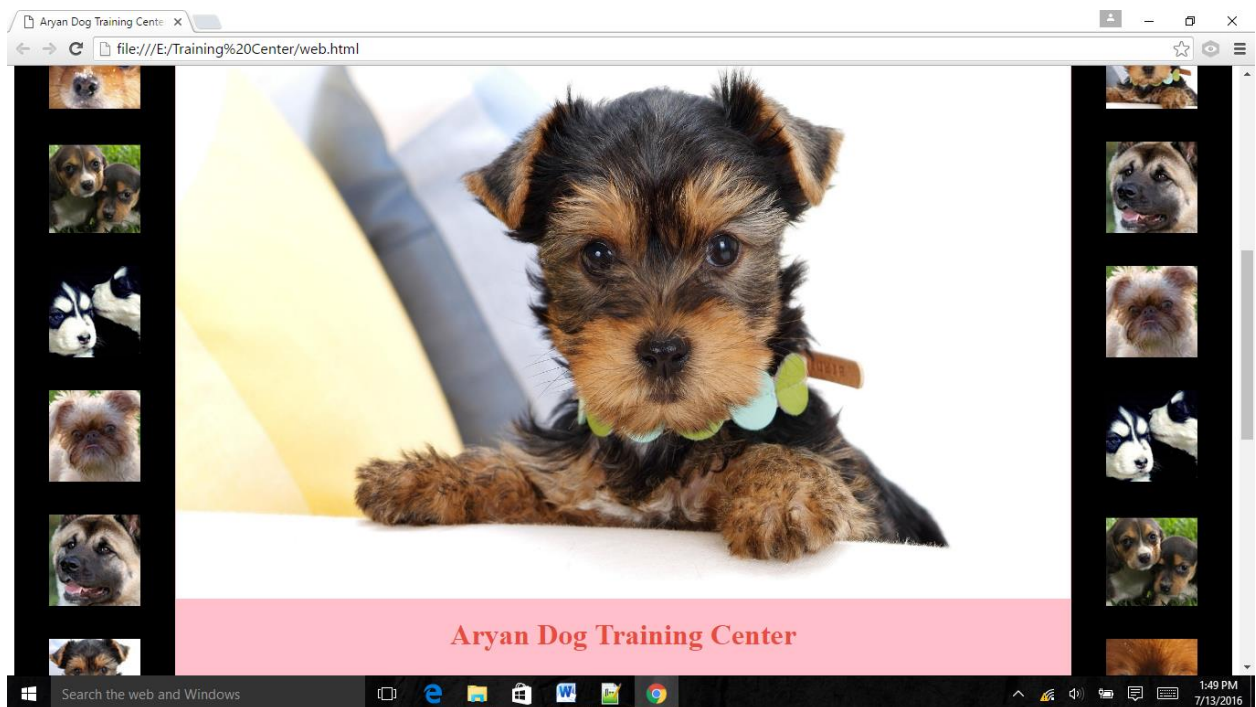 Aryan Dog Training Cente
file:///E:/Training%20Center/web.html
Aryan Dog Training Center
Search the web and Windows
1:49 PM
7/13/2016